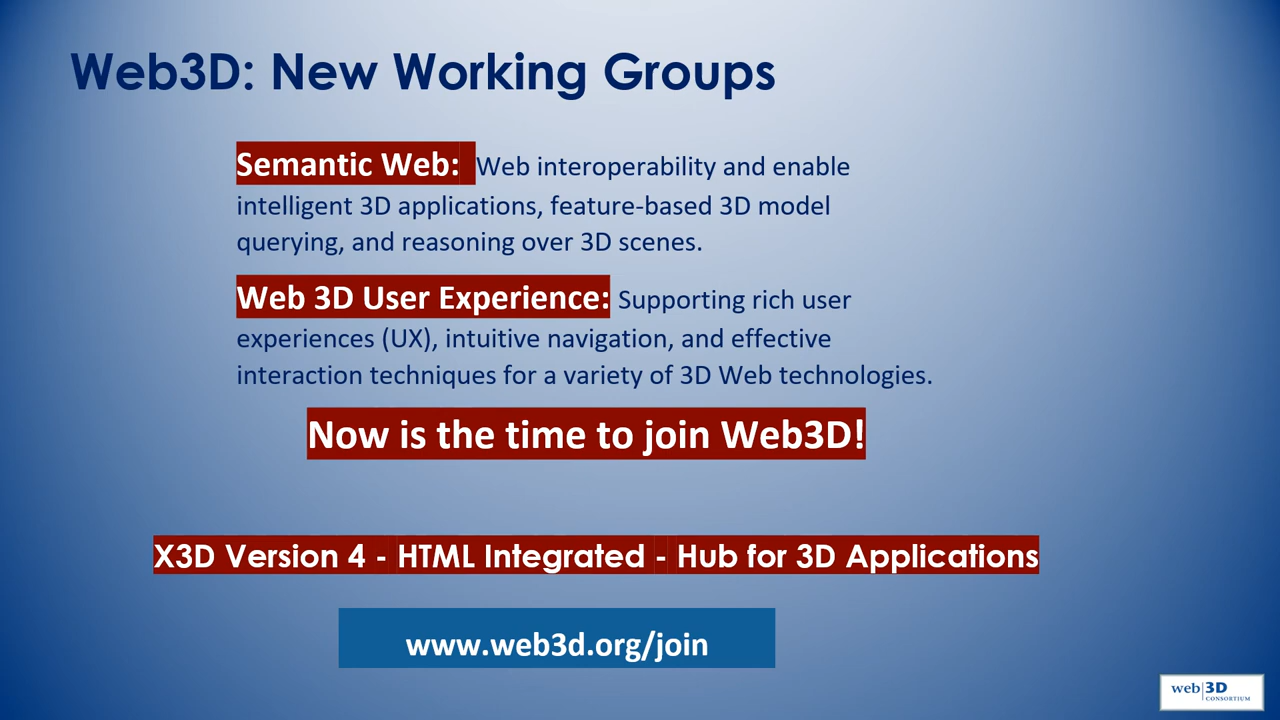 Web3D: New Working Groups
Semantic Web: Web interoperability and enable
intelligent 3D applications, feature-based 3D model
querying, and reasoning over 3D scenes.
Web 3D User Experience: Supporting rich user
experiences (UX), intuitive navigation, and effective
interaction techniques for a variety of 3D Web technologies.
Now is the time to join Web3D!
X3D Version 4 - HTML Integrated - Hub for 3D Applications
www.web3d.org/join
web|3D
CONSORTIUM